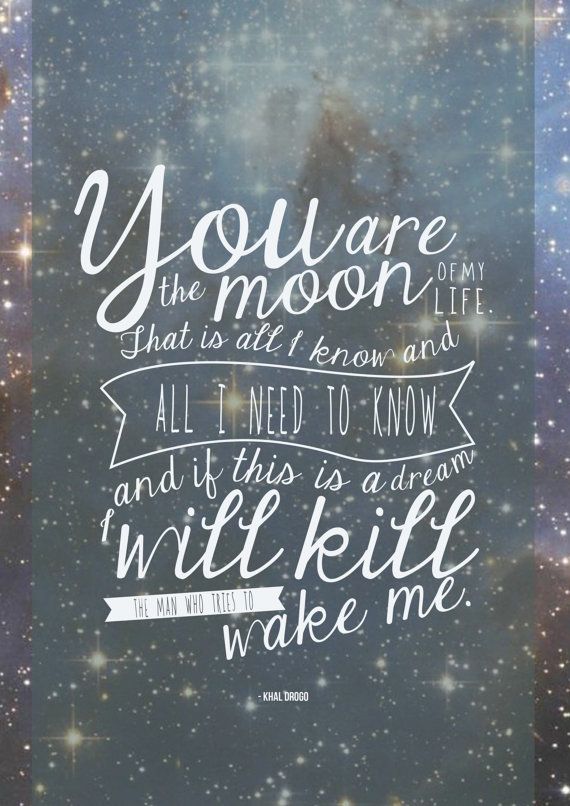 You are
the moon OF MY LIFE.
That is all I know and
ALL I NEED TO KNOW
and if this is a dream
I will kill
THE MAN WHO TRIES TO
wake me.
- KHAL DROGO